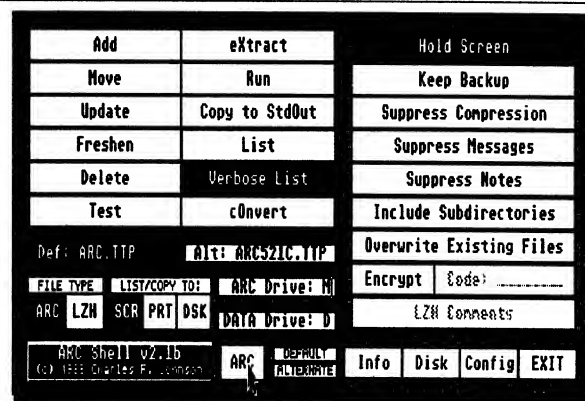 Add
eXtract
Move
Run
Update
Copy to StdOut
Freshen
List
Delete
Verbose List
Test
cOnvert
Def: ARC.TTP
Alt: ARC521C.TTP
FILE TYPE
LIST/COPY TO:
ARC Drive: M
ARC
LZH
SCR
PRT
DSK
DATA Drive: D
ARC Shell v2.1b
(c) 1988 Charles F. Johnson
ARC
DEFAULT
ALTERNATE
Hold Screen
Keep Backup
Suppress Compression
Suppress Messages
Suppress Notes
Include Subdirectories
Overwrite Existing Files
Encrypt
Code:
LZH Comments
Info
Disk
Config
EXIT